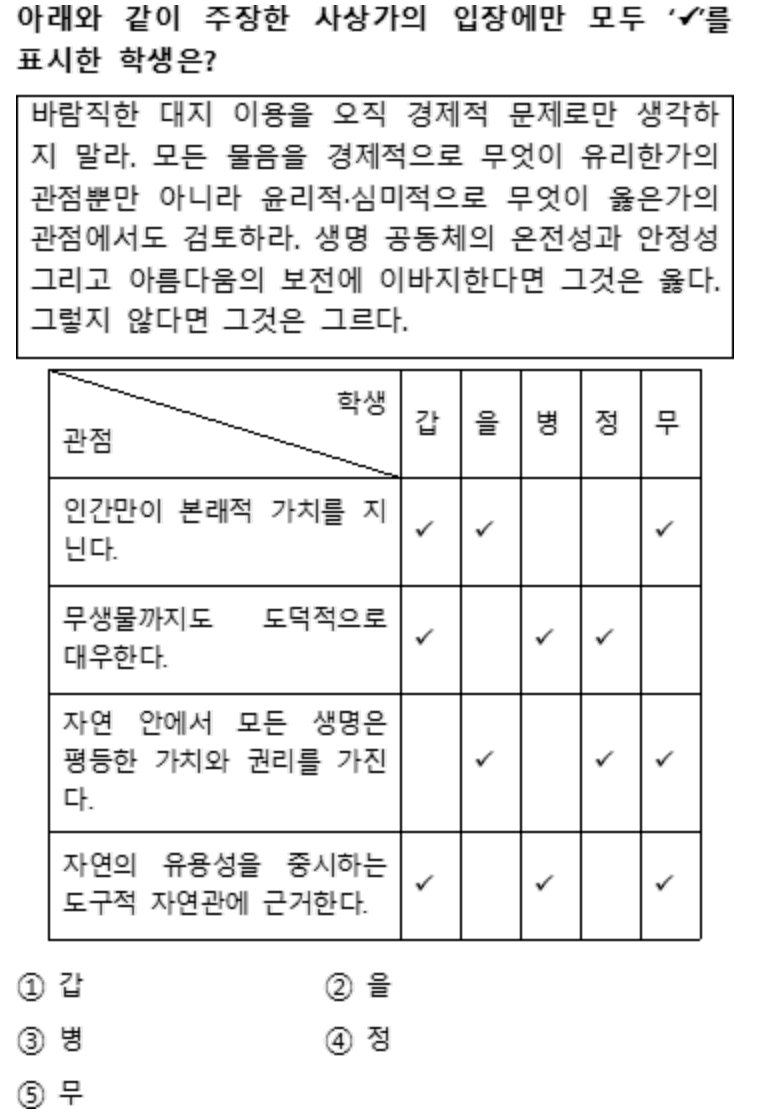 아래와 같이 주장한 사상가의 입장에만 모두 ‘✔’를
표시한 학생은?
바람직한 대지 이용을 오직 경제적 문제로만 생각하
지 말라. 모든 물음을 경제적으로 무엇이 유리한가의
관점뿐만 아니라 윤리적·심미적으로 무엇이 옳은가의
관점에서도 검토하라. 생명 공동체의 온전성과 안정성
그리고 아름다움의 보전에 이바지한다면 그것은 옳다.
그렇지 않다면 그것은 그르다.
학생 갑 을 병 정 무
관점
인간만이 본래적 가치를 지
닌다. ✓ ✓ ✓
무생물까지도 도덕적으로
대우한다. ✓ ✓ ✓
자연 안에서 모든 생명은
평등한 가치와 권리를 가진 ✓ ✓ ✓
다.
자연의 유용성을 중시하는
도구적 자연관에 근거한다. ✓ ✓ ✓
① 갑 ② 을
③ 병 ④ 정
⑤ 무